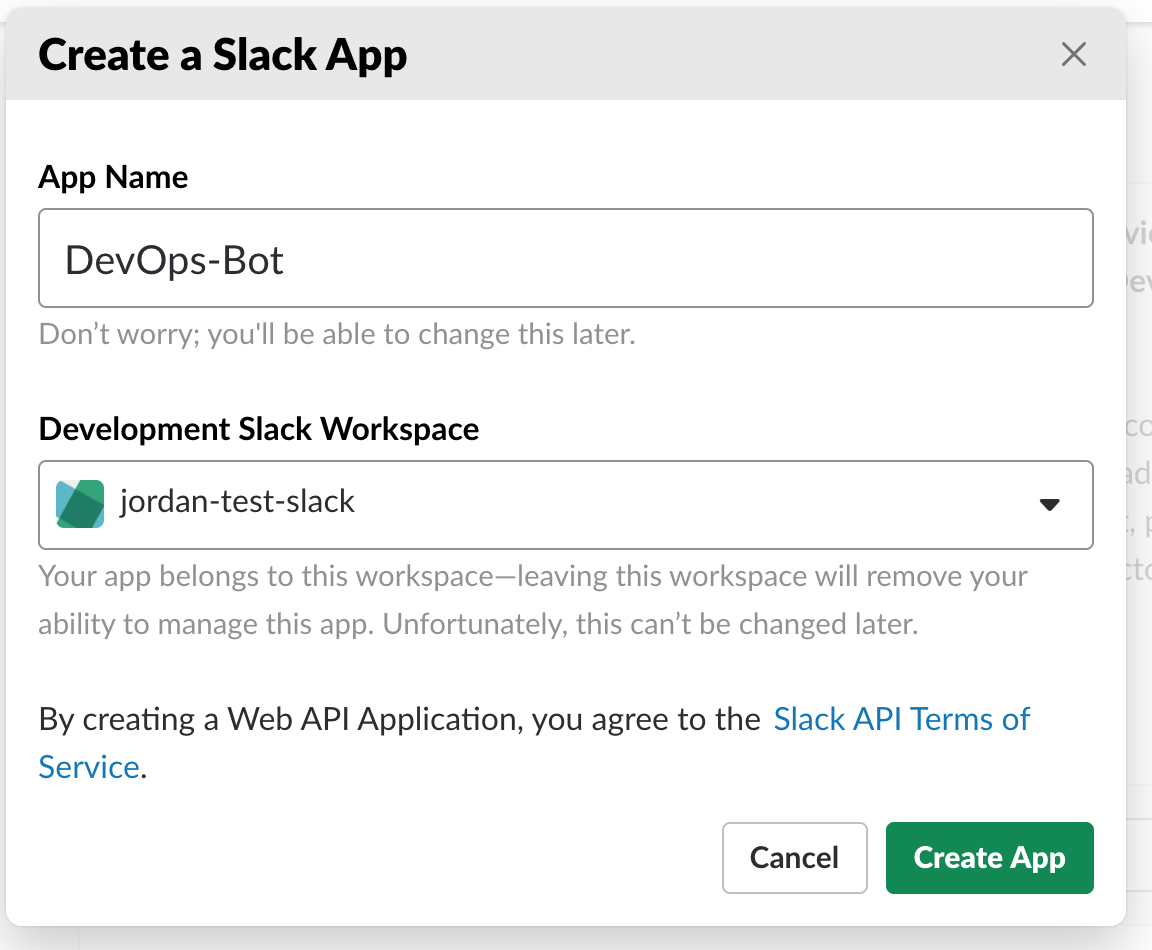 Create a Slack App
App Name
DevOps-Bot
Don’t worry; you'll be able to change this later.
Development Slack Workspace
jordan-test-slack
Your app belongs to this workspace—leaving this workspace will remove your
ability to manage this app. Unfortunately, this can’t be changed later.
By creating a Web API Application, you agree to the Slack API Terms of
Service.
Cancel
Create App